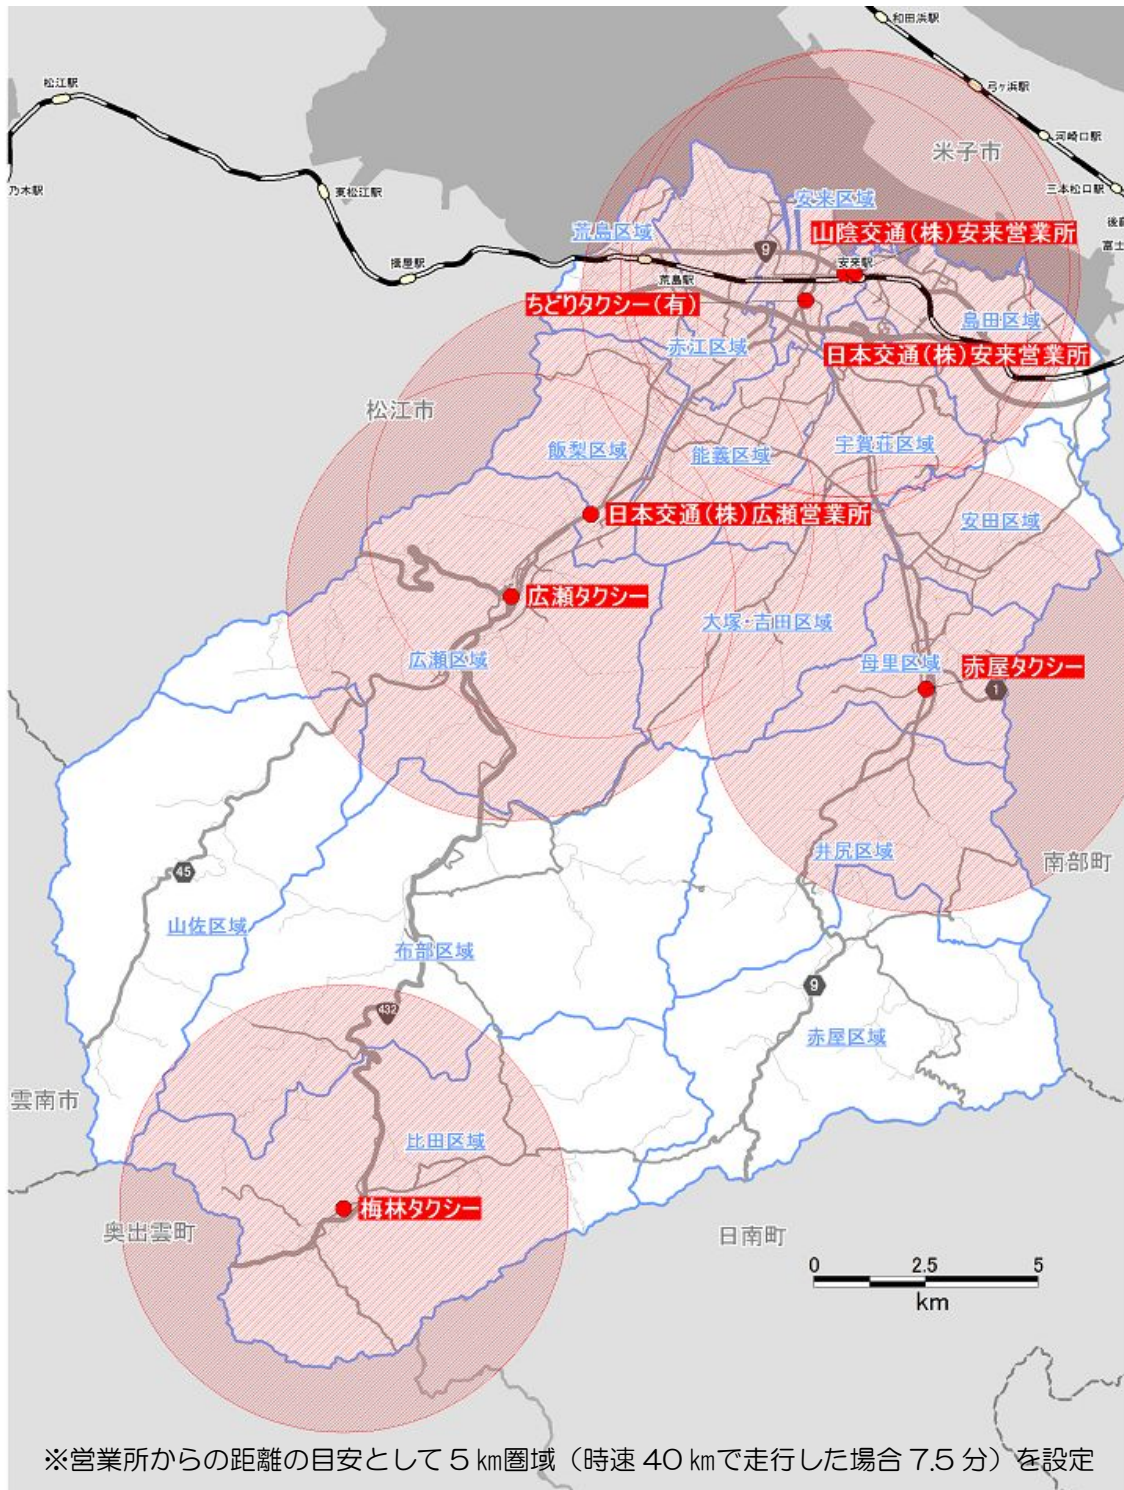 和田浜駅
松江駅
弓ヶ浜駅
河崎口駅
米子市
乃木駅
東松江駅
三本松口駅
安来区域
後
荒島区域
山陰交通(株)安来営業所
富士
9
揖屋駅
安来駅
荒島駅
ちどりタクシー(有)
島田区域
赤江区域
日本交通(株)安来営業所
松江市
飯梨区域
能義区域
宇賀荘区域
日本交通(株)広瀬営業所
安田区域
広瀬タクシー
大塚・吉田区域
広瀬区域
母里区域
赤屋タクシー
1
井尻区域
南部町
45
山佐区域
布部区域
9
432
赤屋区域
雲南市
比田区域
梅林タクシー
奥出雲町
日南町
0 2.5 5
km
※営業所からの距離の目安として5㎞圏域（時速40㎞で走行した場合7.5分）を設定